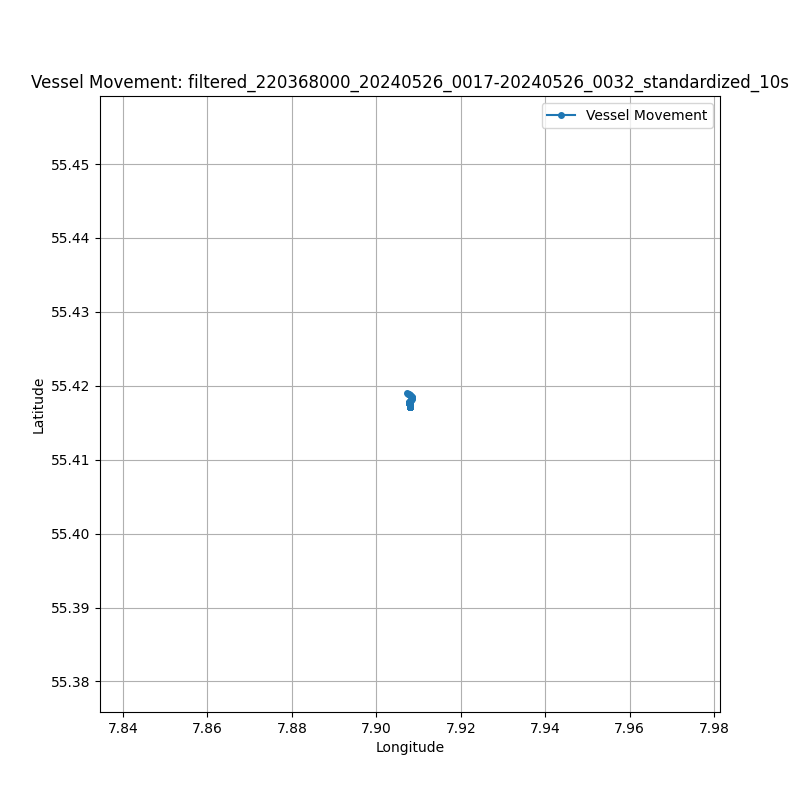 Vessel Movement: filtered_220368000_20240526_0017-20240526_0032_standardized_10s
Vessel Movement
55.45
55.44
55.43
55.42
55.41
55.40
55.39
55.38
Latitude
7.84 7.86 7.88 7.90 7.92 7.94 7.96 7.98
Longitude